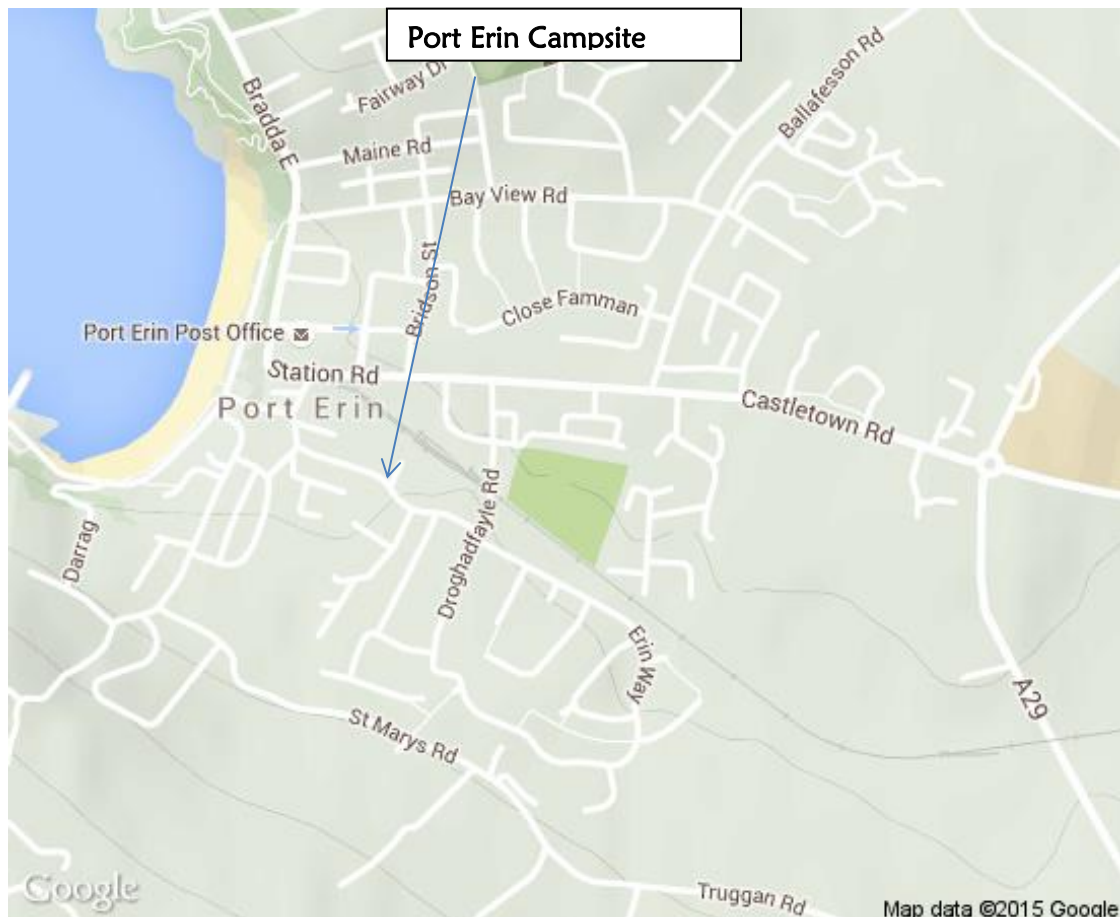 Port Erin Campsite
Fairway Dr
Ballafesson Rd
Bradda E
Maine Rd
Bay View Rd
Bridson St
Close Famman
Port Erin Post Office
Station Rd
Port Erin
Castletown Rd
Droghadfayle Rd
Darrag
Erin Way
A29
St Marys Rd
Truggan Rd
Google
Map data ©2015 Google